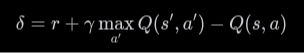 δ = r + γ max_{a'} Q(s', a') − Q(s, a)